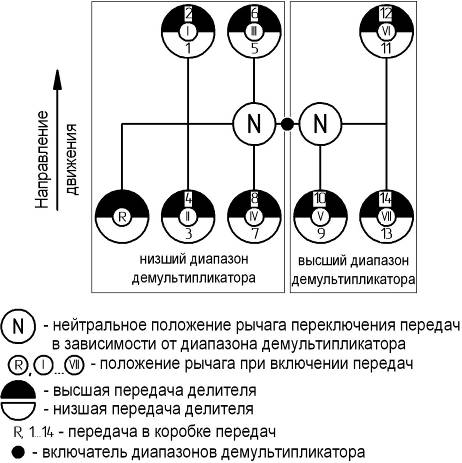 2 6 12
I III VI
1 5 11
Направление
движения
N N
4 8 10 14
R II IV V VII
3 7 9 13
низший диапазон
демультипликатора
высший диапазон
демультипликатора
N - нейтральное положение рычага переключения передач
в зависимости от диапазона демультипликатора
R, I ... VII - положение рычага при включении передач
- высшая передача делителя
- низшая передача делителя
R, 1...14 - передача в коробке передач
- включатель диапазонов демультипликатора